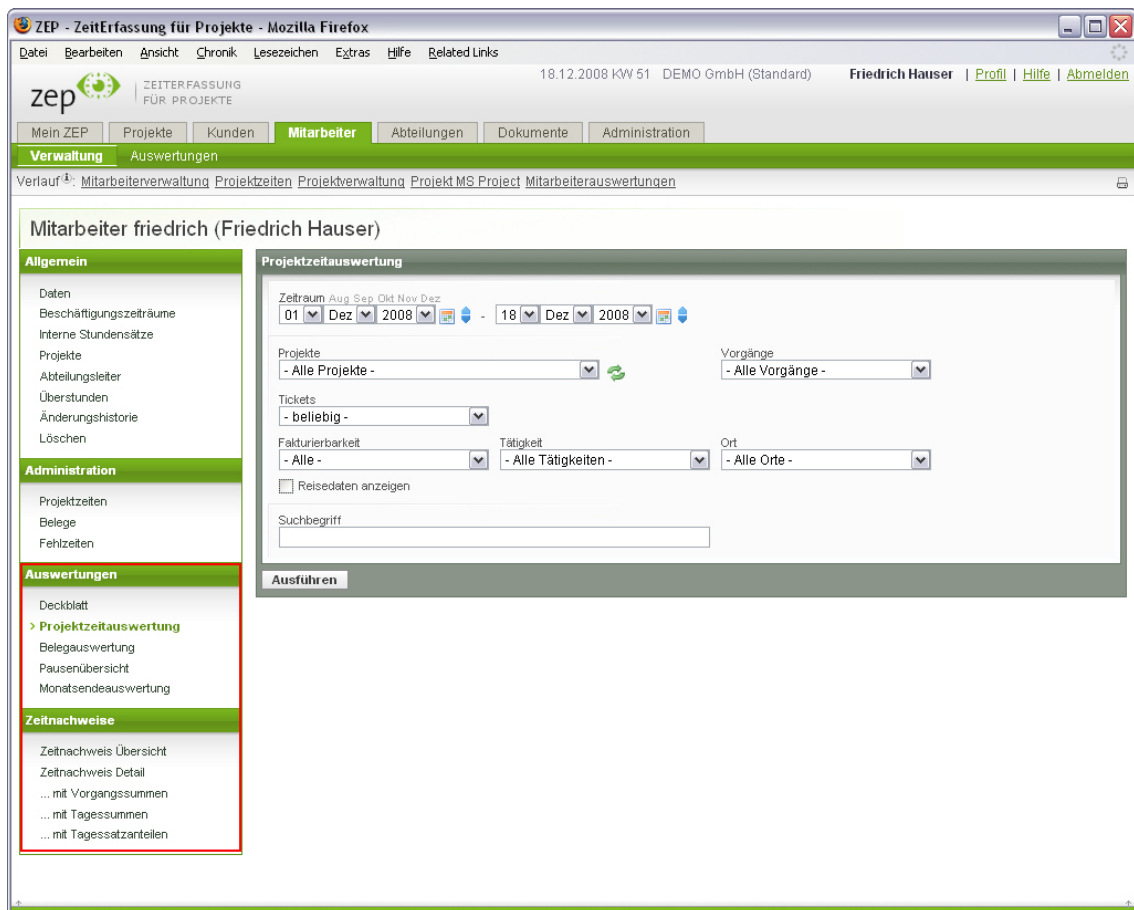 ZEP - ZeitErfassung für Projekte - Mozilla Firefox
Datei Bearbeiten Ansicht Chronik Lesezeichen Extras Hilfe Related Links
18.12.2008 KW 51 DEMO GmbH (Standard) Friedrich Hauser | Profil | Hilfe | Abmelden
zep ZEITERFASSUNG
FÜR PROJEKTE
Mein ZEP Projekte Kunden Mitarbeiter Abteilungen Dokumente Administration
Verwaltung Auswertungen
Verlauf: Mitarbeiterverwaltung Projektzeiten Projektverwaltung Projekt MS Project Mitarbeiterauswertungen
Mitarbeiter friedrich (Friedrich Hauser)
Allgemein
Daten
Beschäftigungszeiträume
Interne Stundensätze
Projekte
Abteilungsleiter
Überstunden
Änderungshistorie
Löschen
Administration
Projektzeiten
Belege
Fehlzeiten
Auswertungen
Deckblatt
> Projektzeitauswertung
Belegauswertung
Pausenübersicht
Monatsendeauswertung
Zeitnachweise
Zeitnachweis Übersicht
Zeitnachweis Detail
... mit Vorgangssummen
... mit Tagessummen
... mit Tagessatzanteilen
Projektzeitauswertung
Zeitraum Aug Sep Okt Nov Dez
01 Dez 2008 - 18 Dez 2008
Projekte Vorgänge
- Alle Projekte - - Alle Vorgänge -
Tickets
- beliebig -
Fakturierbarkeit Tätigkeit Ort
- Alle - - Alle Tätigkeiten - - Alle Orte -
Reisedaten anzeigen
Suchbegriff
Ausführen